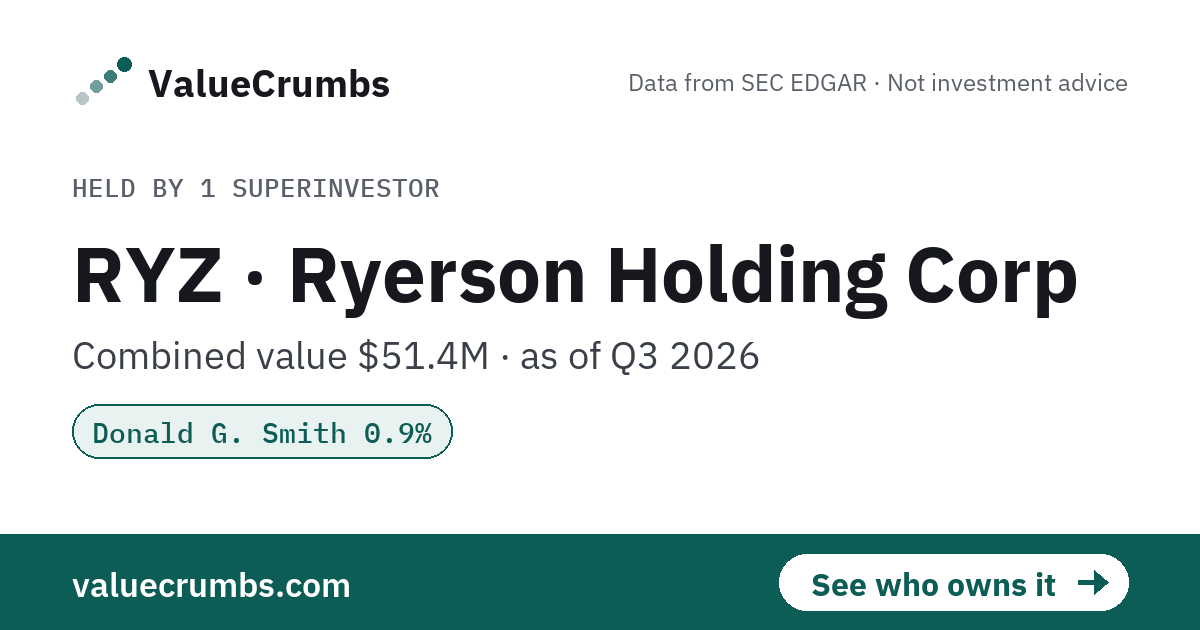 ValueCrumbs
Data from SEC EDGAR · Not investment advice
HELD BY 1 SUPERINVESTOR
RYZ · Ryerson Holding Corp
Combined value $51.4M · as of Q3 2026
Donald G. Smith 0.9%
valuecrumbs.com
See who owns it →